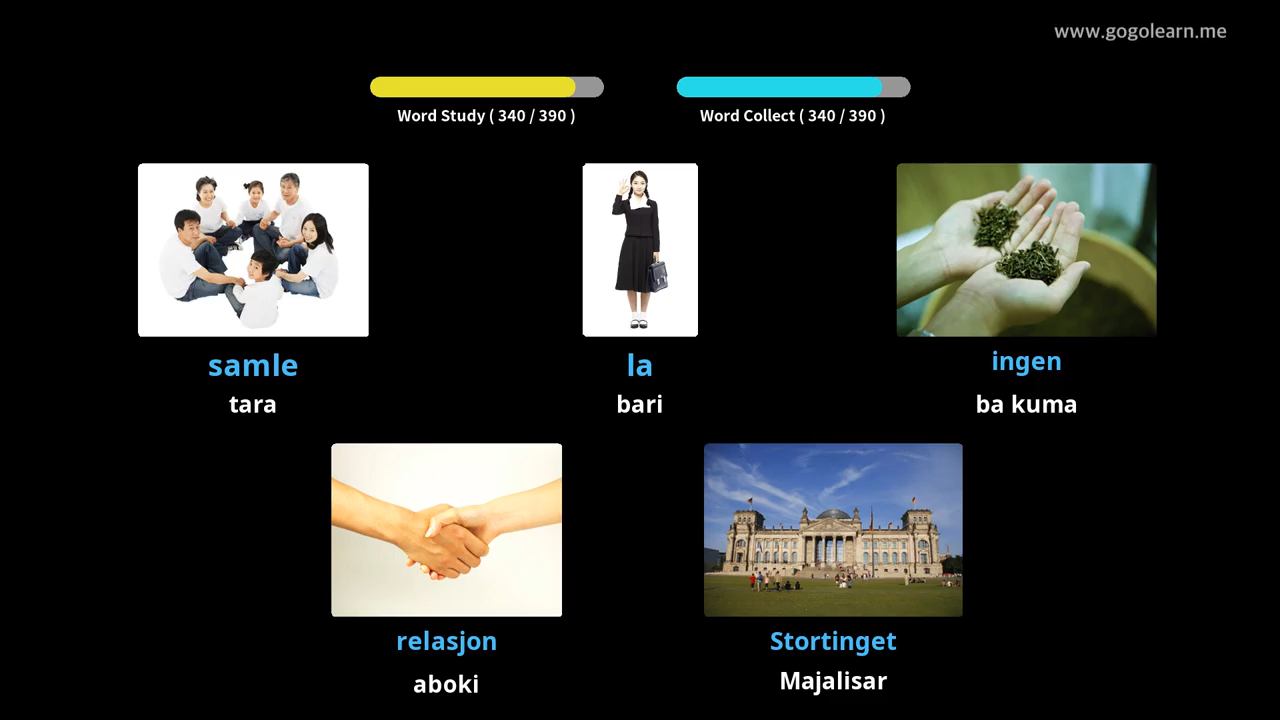 www.gogolearn.me
Word Study ( 340 / 390 )
Word Collect ( 340 / 390 )
samle
tara
la
bari
ingen
ba kuma
relasjon
aboki
Stortinget
Majalisar